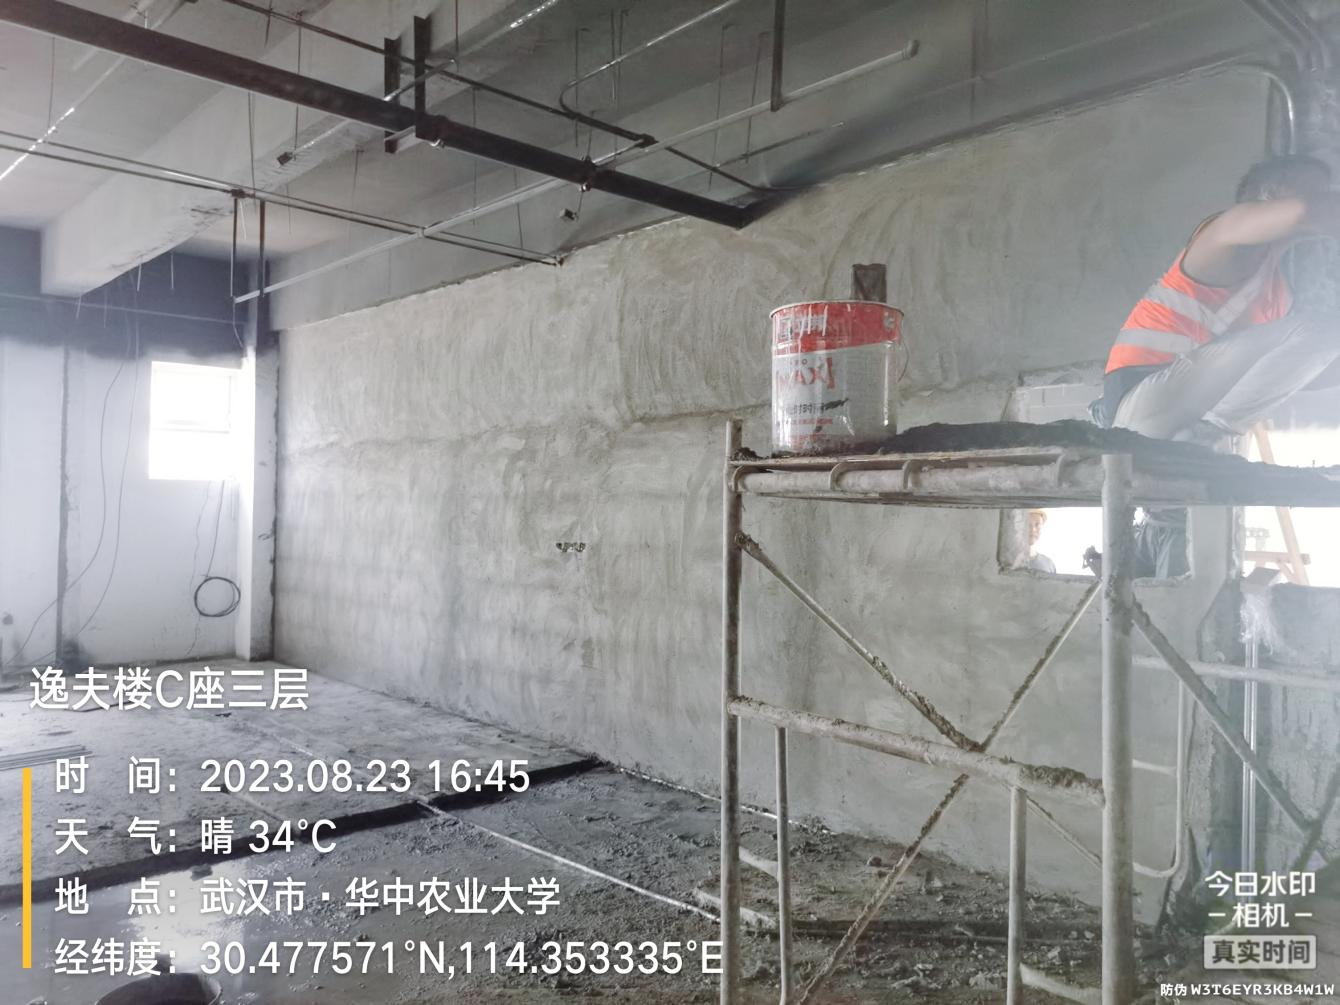 逸夫楼C座三层
时 间：2023.08.23 16:45
天 气：晴 34°C
地 点：武汉市·华中农业大学
经纬度：30.477571°N,114.353335°E
今日水印
-相机-
真实时间
防伪 W3T6EYR3KB4W1W